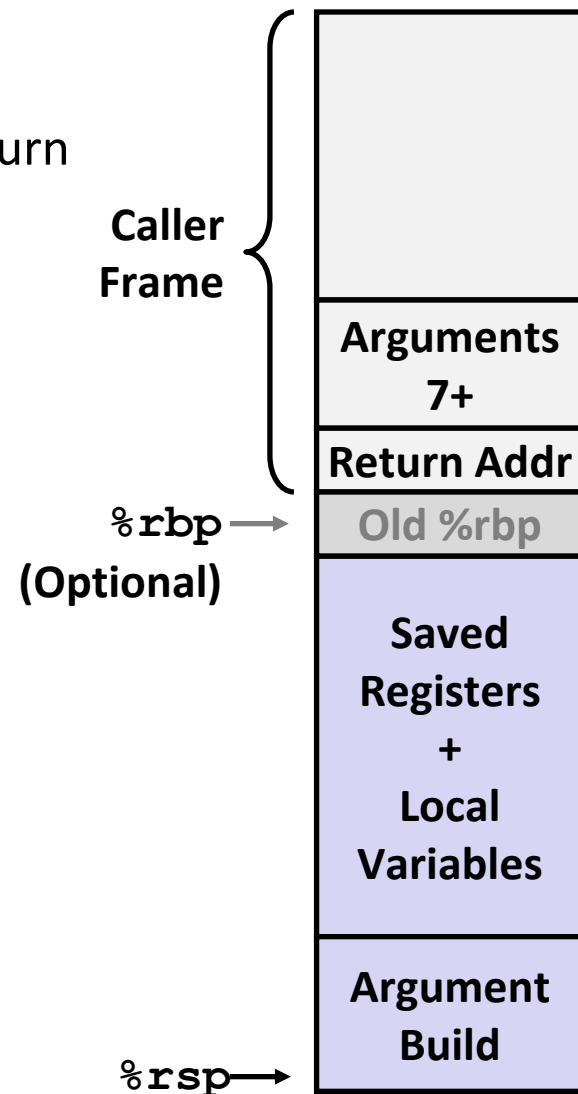 urn
Caller
Frame
Arguments
7+
Return Addr
%rbp
Old %rbp
(Optional)
Saved
Registers
+
Local
Variables
Argument
Build
%rsp